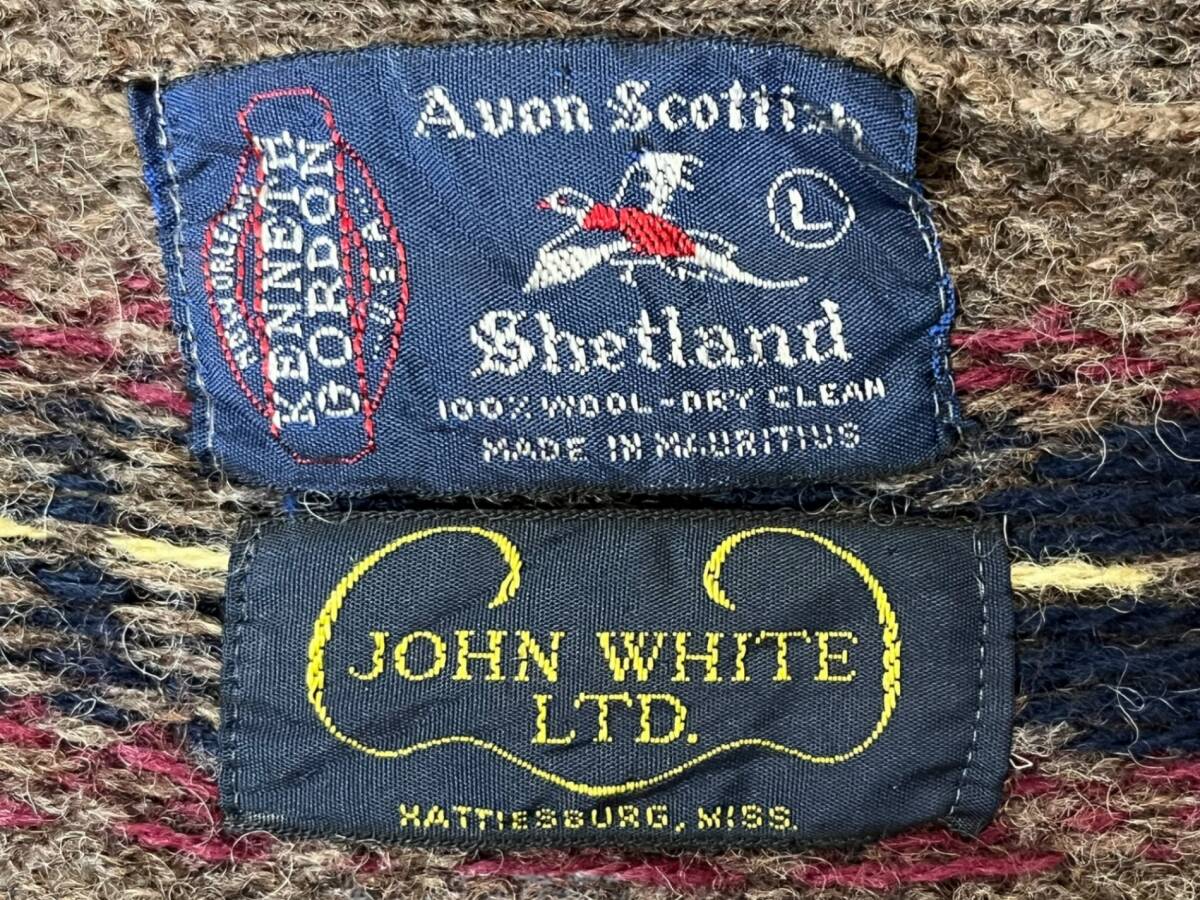 NEW ORLEANS
KENNETH
GORDON
U.S.A.
Avon Scottish
L
Shetland
100% WOOL-DRY CLEAN
MADE IN MAURITIUS
JOHN WHITE
LTD.
HATTIESBURG, MISS.